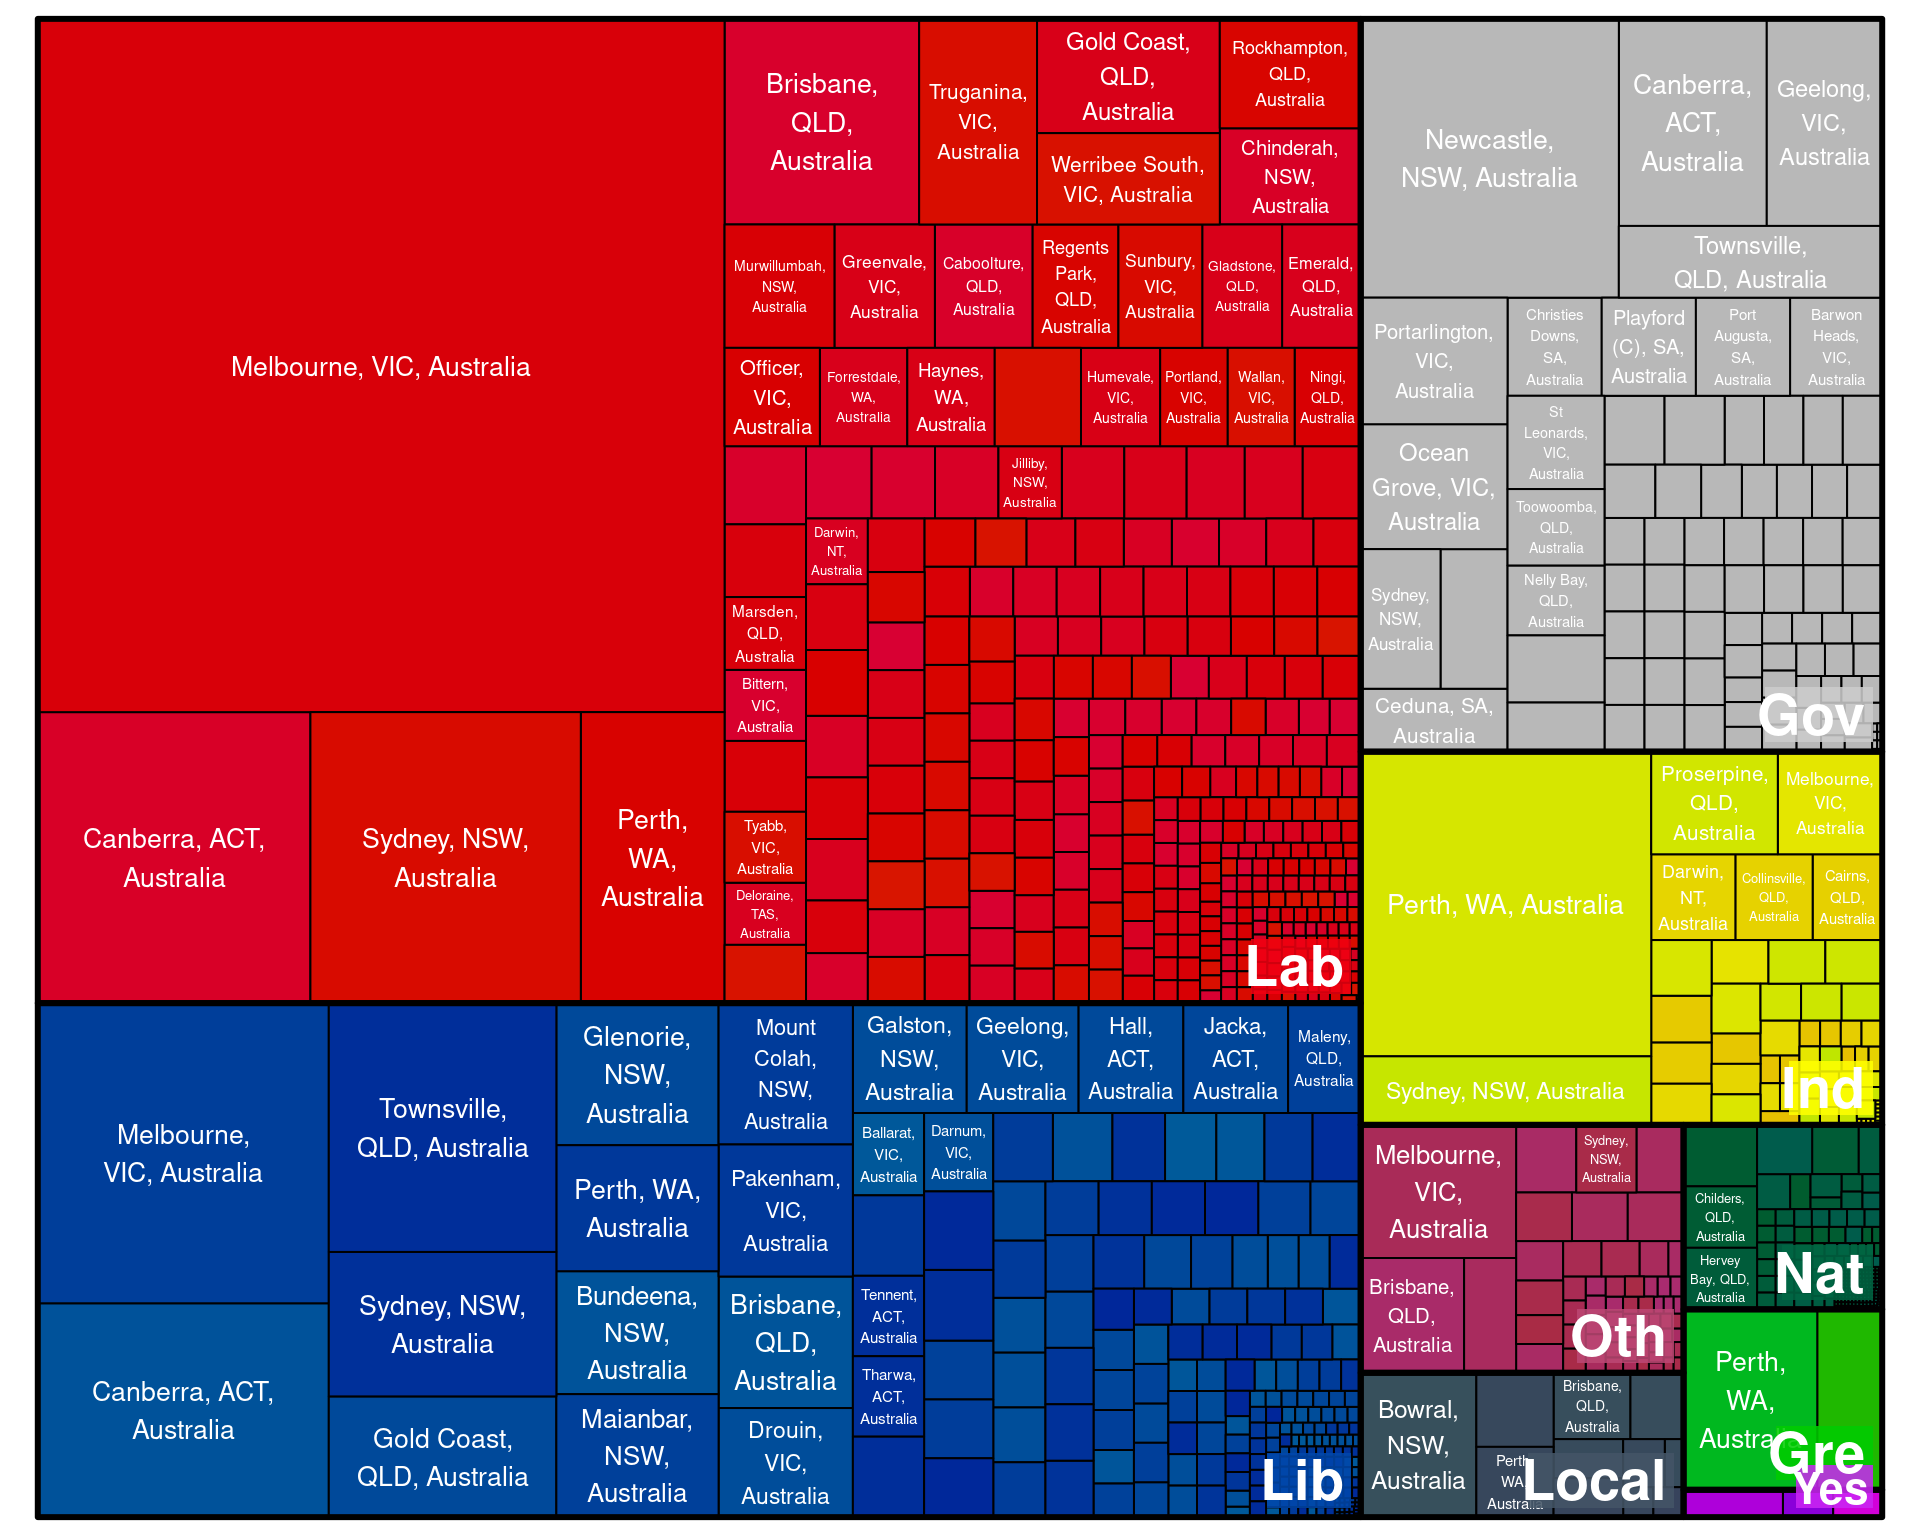 Melbourne, VIC, Australia
Canberra, ACT,
Australia
Sydney, NSW,
Australia
Perth,
WA,
Australia
Brisbane,
QLD,
Australia
Truganina,
VIC,
Australia
Gold Coast,
QLD,
Australia
Rockhampton,
QLD,
Australia
Werribee South,
VIC, Australia
Chinderah,
NSW,
Australia
Murwillumbah,
NSW,
Australia
Greenvale,
VIC,
Australia
Caboolture,
QLD,
Australia
Regents
Park,
QLD,
Australia
Sunbury,
VIC,
Australia
Gladstone,
QLD,
Australia
Emerald,
QLD,
Australia
Officer,
VIC,
Australia
Forrestdale,
WA,
Australia
Haynes,
WA,
Australia
Humevale,
VIC,
Australia
Portland,
VIC,
Australia
Wallan,
VIC,
Australia
Ningi,
QLD,
Australia
Jilliby,
NSW,
Australia
Darwin,
NT,
Australia
Marsden,
QLD,
Australia
Bittern,
VIC,
Australia
Tyabb,
VIC,
Australia
Deloraine,
TAS,
Australia
Lab
Newcastle,
NSW, Australia
Canberra,
ACT,
Australia
Geelong,
VIC,
Australia
Townsville,
QLD, Australia
Portarlington,
VIC,
Australia
Christies
Downs,
SA,
Australia
Playford
(C), SA,
Australia
Port
Augusta,
SA,
Australia
Barwon
Heads,
VIC,
Australia
Ocean
Grove, VIC,
Australia
St
Leonards,
VIC,
Australia
Toowoomba,
QLD,
Australia
Sydney,
NSW,
Australia
Nelly Bay,
QLD,
Australia
Ceduna, SA,
Australia
Gov
Perth, WA, Australia
Proserpine,
QLD,
Australia
Melbourne,
VIC,
Australia
Darwin,
NT,
Australia
Collinsville,
QLD,
Australia
Cairns,
QLD,
Australia
Sydney, NSW, Australia
Ind
Melbourne,
VIC, Australia
Canberra, ACT,
Australia
Townsville,
QLD, Australia
Sydney, NSW,
Australia
Gold Coast,
QLD, Australia
Glenorie,
NSW,
Australia
Perth, WA,
Australia
Bundeena,
NSW,
Australia
Maianbar,
NSW,
Australia
Mount
Colah,
NSW,
Australia
Pakenham,
VIC,
Australia
Brisbane,
QLD,
Australia
Drouin,
VIC,
Australia
Galston,
NSW,
Australia
Geelong,
VIC,
Australia
Hall,
ACT,
Australia
Jacka,
ACT,
Australia
Maleny,
QLD,
Australia
Ballarat,
VIC,
Australia
Darnum,
VIC,
Australia
Tennent,
ACT,
Australia
Tharwa,
ACT,
Australia
Lib
Melbourne,
VIC,
Australia
Sydney,
NSW,
Australia
Brisbane,
QLD,
Australia
Oth
Childers,
QLD,
Australia
Hervey
Bay, QLD,
Australia
Nat
Bowral,
NSW,
Australia
Brisbane,
QLD,
Australia
Perth,
WA,
Australia
Local
Perth,
WA,
Australia
Gre
Yes